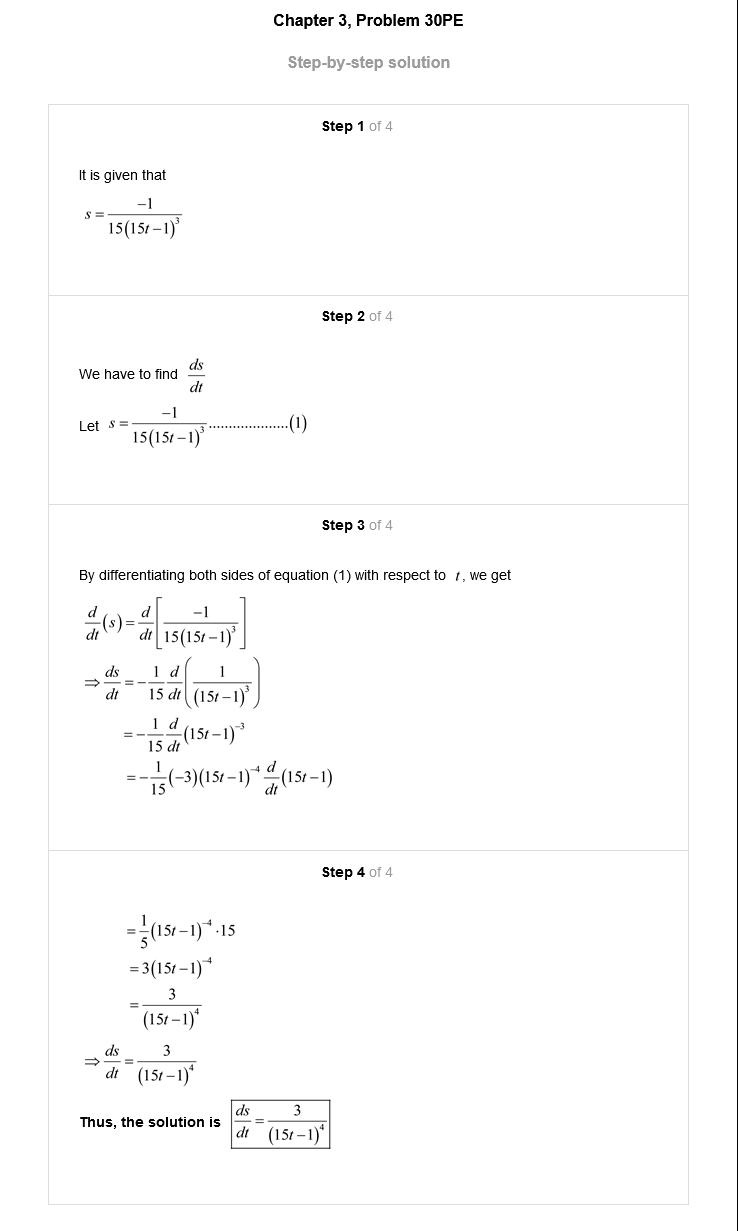 Chapter 3, Problem 30PE
Step-by-step solution
Step 1 of 4
It is given that
s = \frac{-1}{15(15t-1)^3}
Step 2 of 4
We have to find \frac{ds}{dt}
Let s = \frac{-1}{15(15t-1)^3}....................(1)
Step 3 of 4
By differentiating both sides of equation (1) with respect to t, we get
\frac{d}{dt}(s) = \frac{d}{dt}\left[\frac{-1}{15(15t-1)^3}\right]
⇒ \frac{ds}{dt} = -\frac{1}{15}\frac{d}{dt}\left(\frac{1}{(15t-1)^3}\right)
= -\frac{1}{15}\frac{d}{dt}(15t-1)^{-3}
= -\frac{1}{15}(-3)(15t-1)^{-4}\frac{d}{dt}(15t-1)
Step 4 of 4
= \frac{1}{5}(15t-1)^{-4}·15
= 3(15t-1)^{-4}
= \frac{3}{(15t-1)^4}
⇒ \frac{ds}{dt} = \frac{3}{(15t-1)^4}
Thus, the solution is \frac{ds}{dt} = \frac{3}{(15t-1)^4}